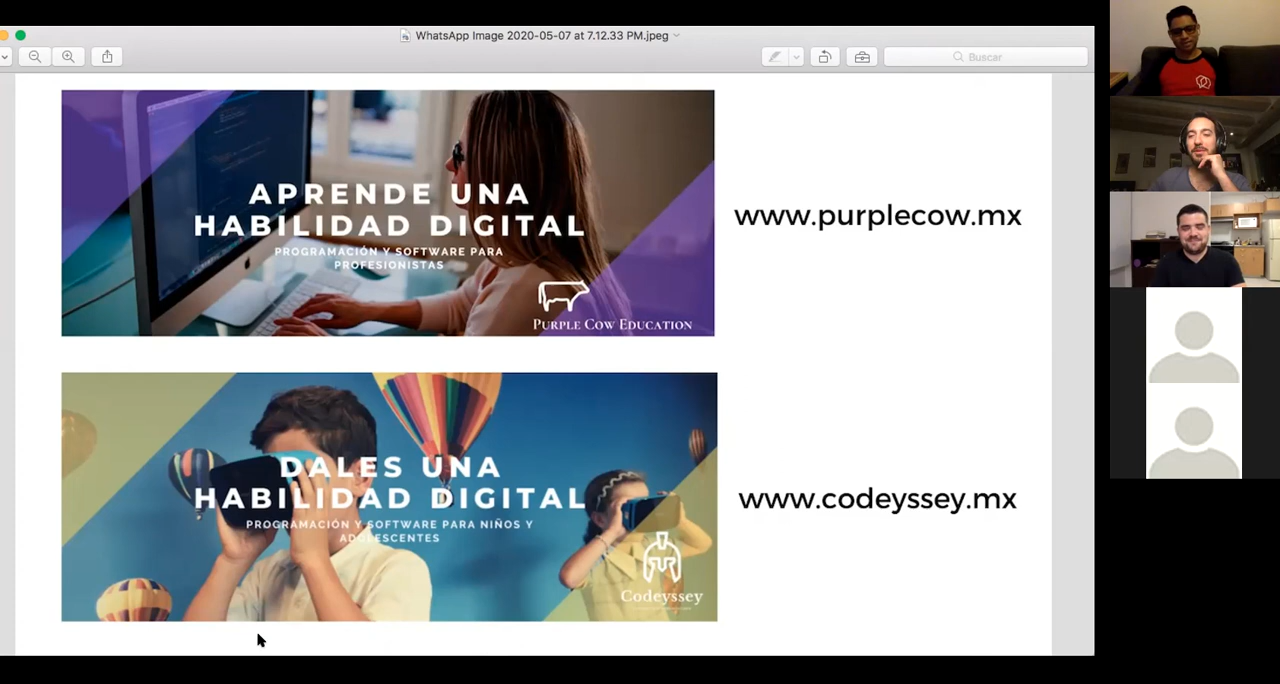 WhatsApp Image 2020-05-07 at 7.12.33 PM.jpeg
Buscar
APRENDE UNA
HABILIDAD DIGITAL
PROGRAMACIÓN Y SOFTWARE PARA
PROFESIONISTAS
PURPLE COW EDUCATION
www.purplecow.mx
DALES UNA
HABILIDAD DIGITAL
PROGRAMACIÓN Y SOFTWARE PARA NIÑOS Y
ADOLESCENTES
Codeyssey
www.codeyssey.mx